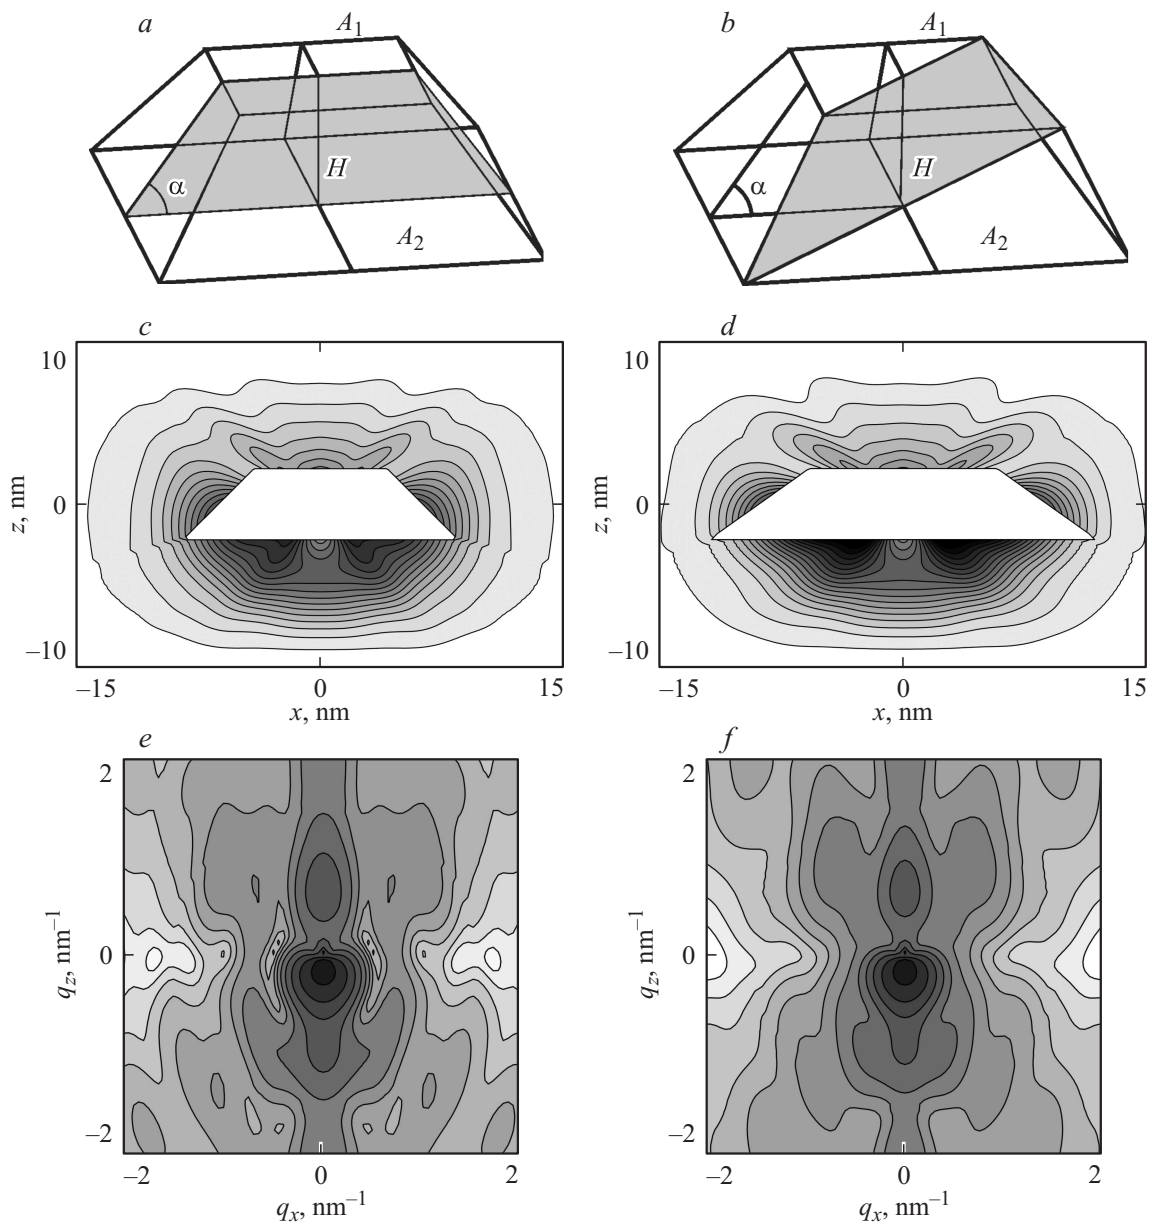 a
A1
α
H
A2
b
A1
α
H
A2
c
10
0
–10
z, nm
–15
0
15
x, nm
d
10
0
–10
z, nm
–15
0
15
x, nm
e
2
0
–2
qz, nm–1
–2
0
2
qx, nm–1
f
2
0
–2
qz, nm–1
–2
0
2
qx, nm–1